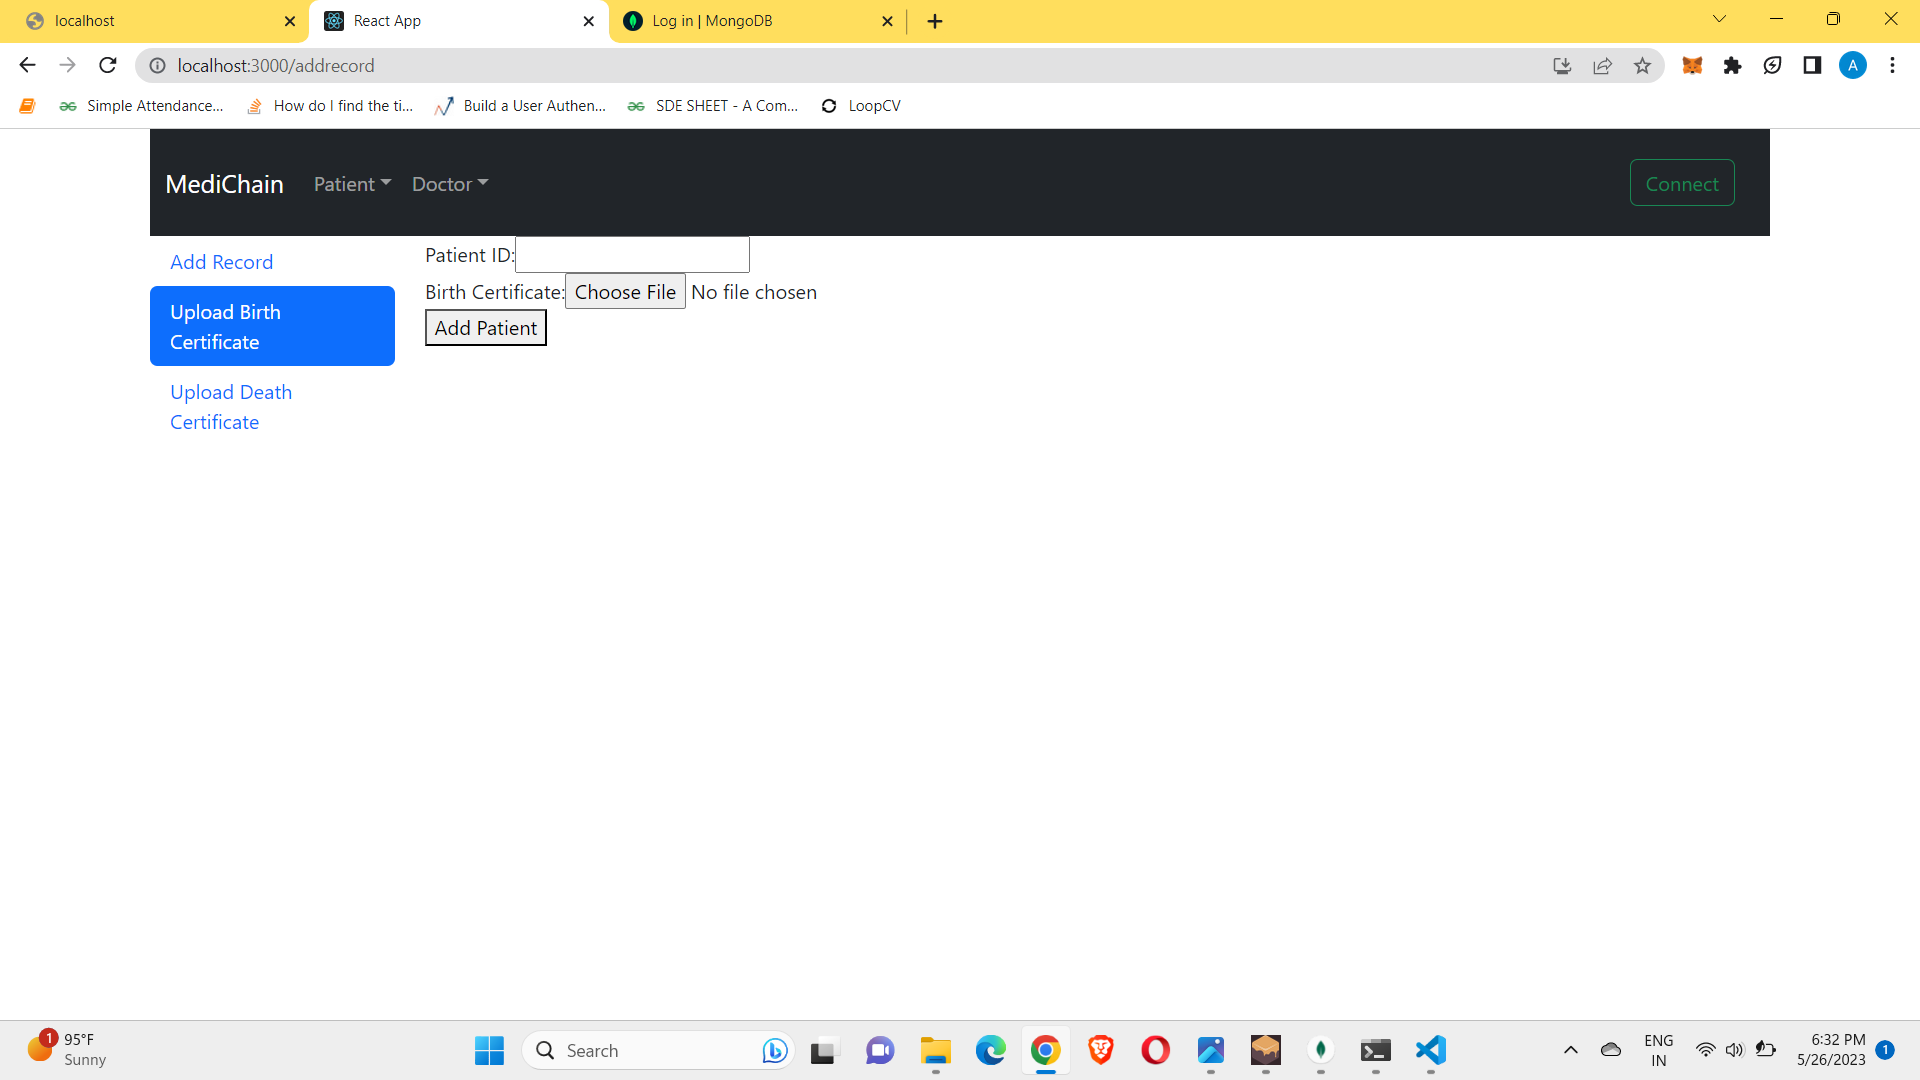 localhost
React App
Log in | MongoDB
localhost:3000/addrecord
A
Simple Attendance...
How do I find the ti...
Build a User Authen...
SDE SHEET - A Com...
LoopCV
MediChain
Patient
Doctor
Connect
Add Record
Upload Birth
Certificate
Upload Death
Certificate
Patient ID:
Birth Certificate:
Choose File
No file chosen
Add Patient
1
95°F
Sunny
Search
ENG
IN
6:32 PM
5/26/2023
1